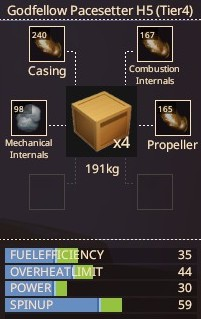 Godfellow Pacesetter H5 (Tier4)
240
167
Casing
Combustion
Internals
98
165
x4
Mechanical
Internals
Propeller
191kg
FUELEFFICIENCY 35
OVERHEATLIMIT 44
POWER 30
SPINUP 59